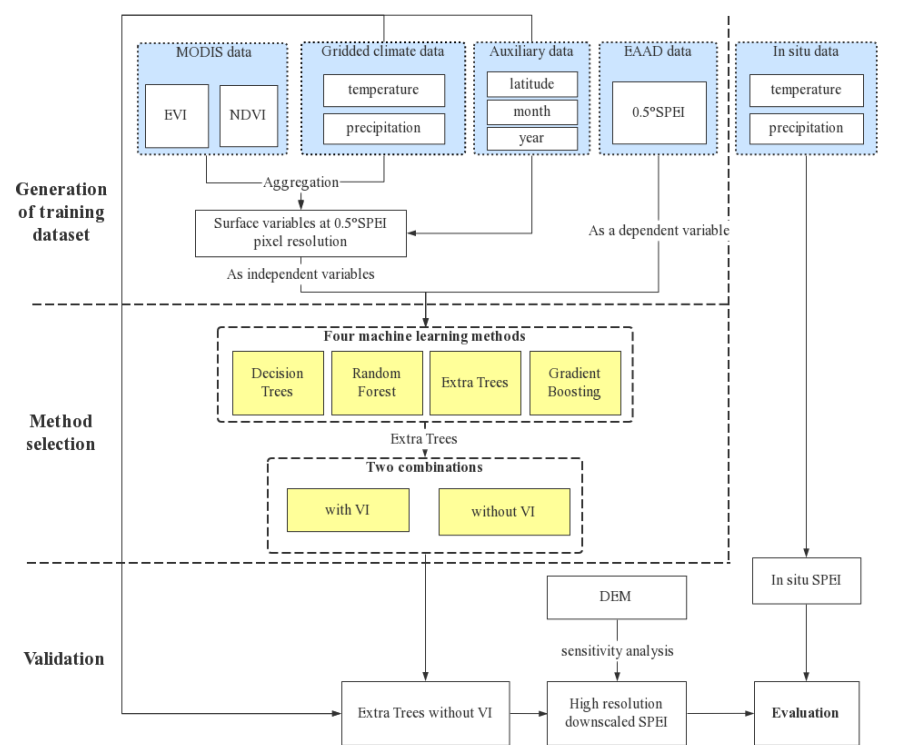 MODIS data
Gridded climate data
Auxiliary data
EAAD data
In situ data
EVI
NDVI
temperature
precipitation
latitude
month
year
0.5°SPEI
temperature
precipitation
Generation
of training
dataset
Aggregation
Surface variables at 0.5°SPEI
pixel resolution
As a dependent variable
As independent variables
Method
selection
Four machine learning methods
Decision
Trees
Random
Forest
Extra Trees
Gradient
Boosting
Extra Trees
Two combinations
with VI
without VI
Validation
In situ SPEI
DEM
sensitivity analysis
Extra Trees without VI
High resolution
downscaled SPEI
Evaluation